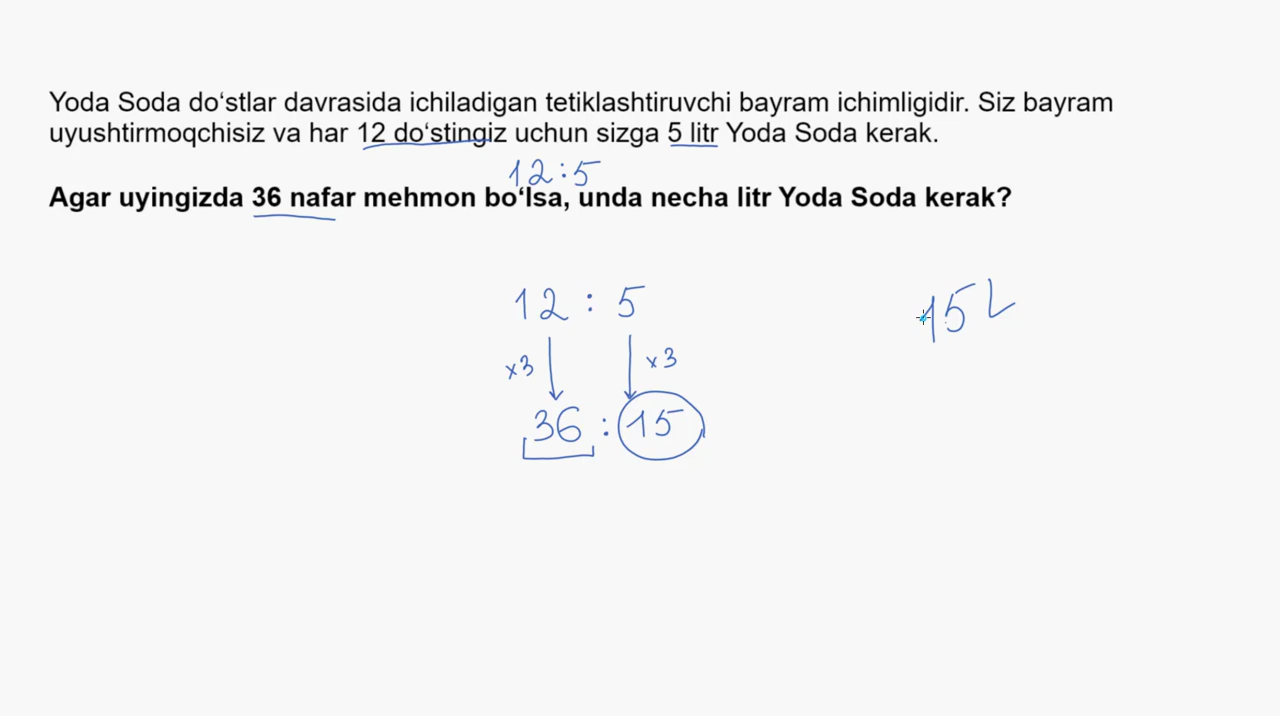 Yoda Soda do‘stlar davrasida ichiladigan tetiklashtiruvchi bayram ichimligidir. Siz bayram
uyushtirmoqchisiz va har 12 do‘stingiz uchun sizga 5 litr Yoda Soda kerak.
12:5
Agar uyingizda 36 nafar mehmon bo‘lsa, unda necha litr Yoda Soda kerak?
12 : 5
15 L
×3 ×3
36 : 15